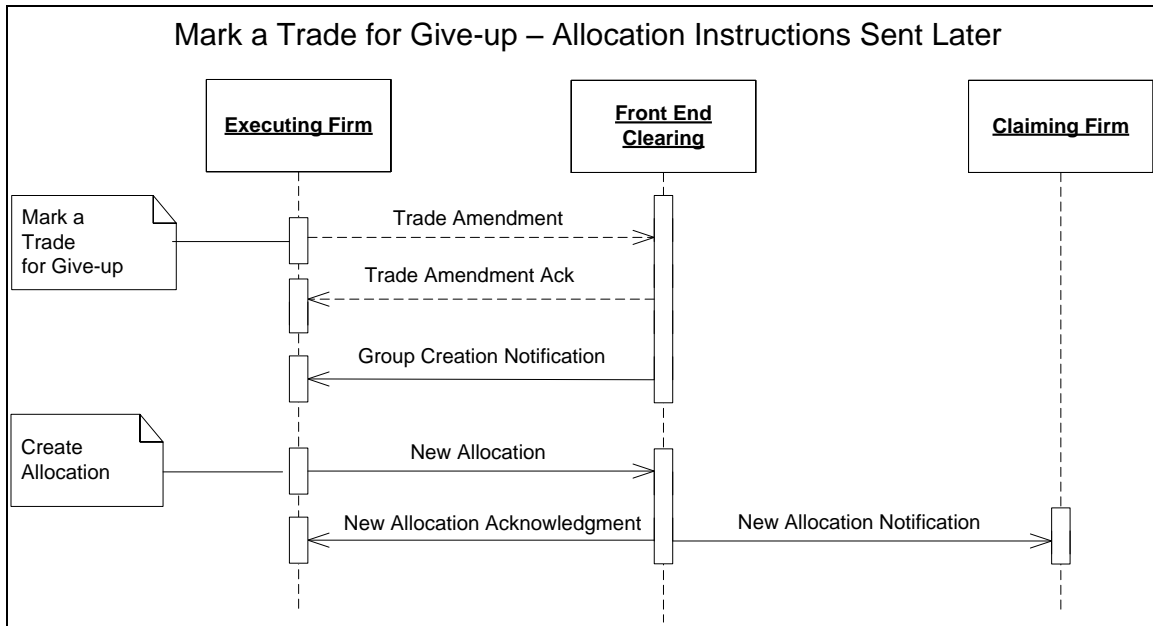 Mark a Trade for Give-up – Allocation Instructions Sent Later
Executing Firm
Front End
Clearing
Claiming Firm
Mark a
Trade
for Give-up
Trade Amendment
Trade Amendment Ack
Group Creation Notification
Create
Allocation
New Allocation
New Allocation Acknowledgment
New Allocation Notification